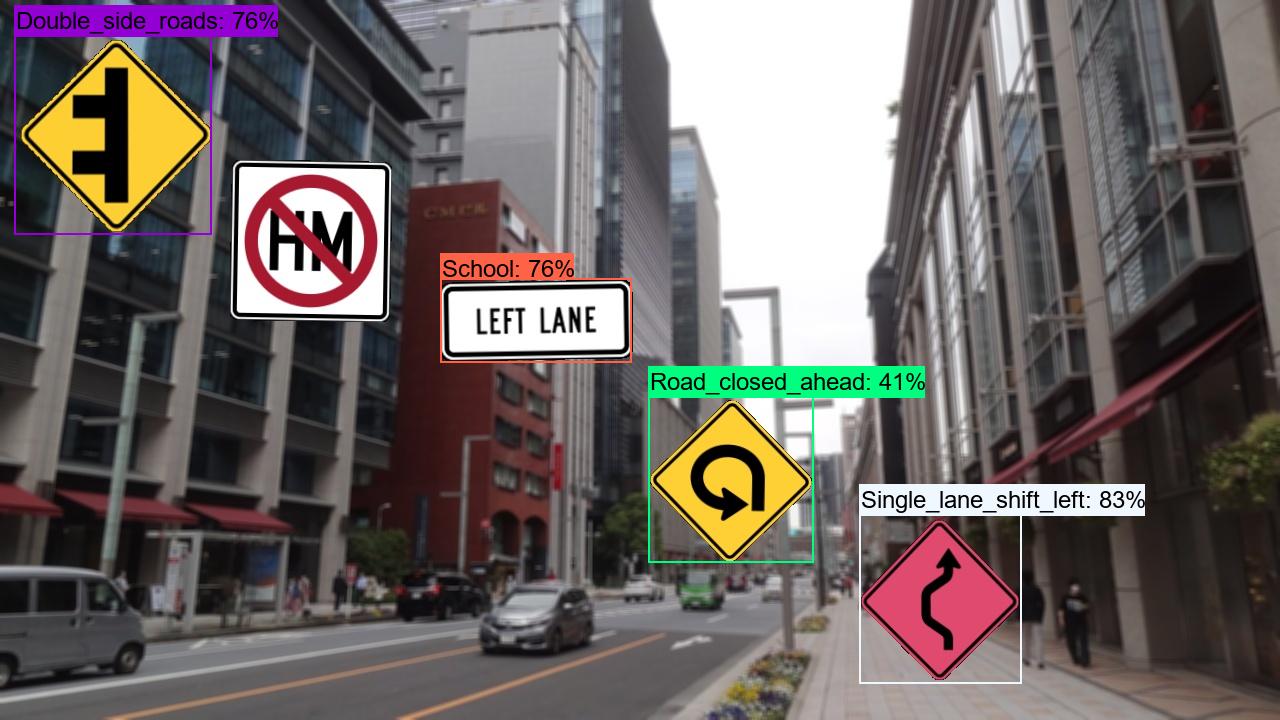 Double_side_roads: 76%
HM
School: 76%
LEFT LANE
Road_closed_ahead: 41%
Single_lane_shift_left: 83%